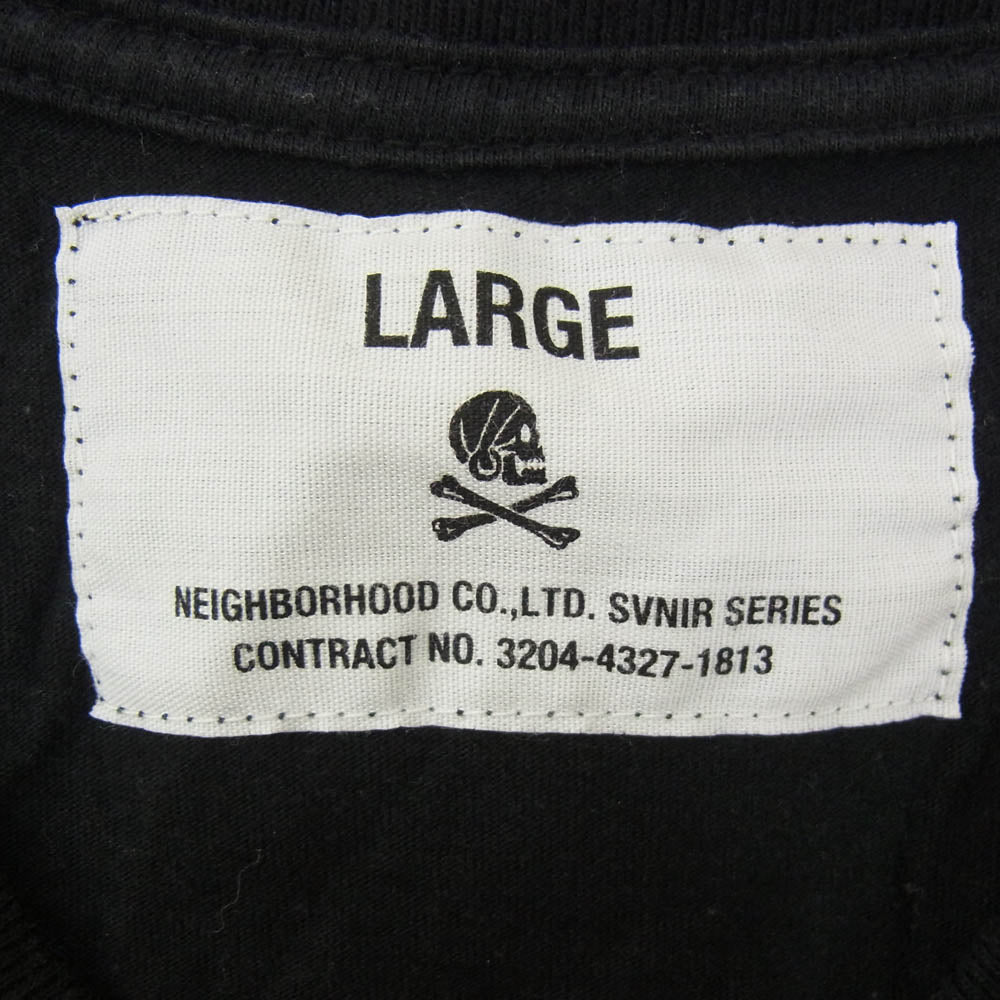 LARGE
NEIGHBORHOOD CO.,LTD. SVNIR SERIES
CONTRACT NO. 3204-4327-1813